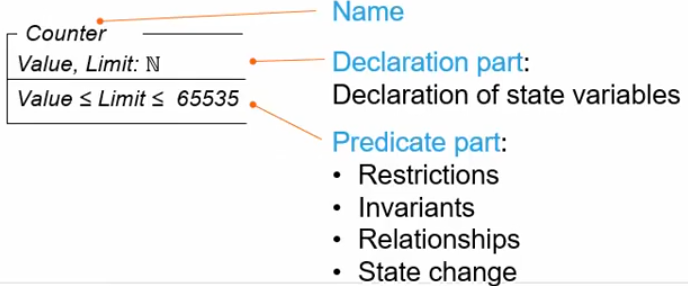 Name
Counter
Value, Limit: ℕ
Value ≤ Limit ≤ 65535
Declaration part:
Declaration of state variables
Predicate part:
• Restrictions
• Invariants
• Relationships
• State change